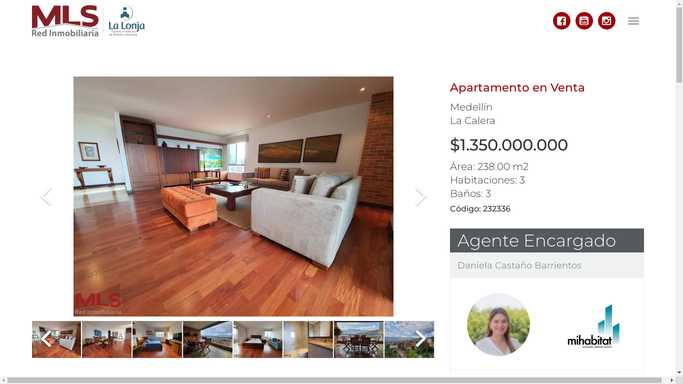 MLS
Red Inmobiliaria
La Lonja
Apartamento en Venta
Medellín
La Calera
$1.350.000.000
Área: 238.00 m2
Habitaciones: 3
Baños: 3
Código: 232336
MLS
Red Inmobiliaria
Agente Encargado
Daniela Castaño Barrientos
mihabitat